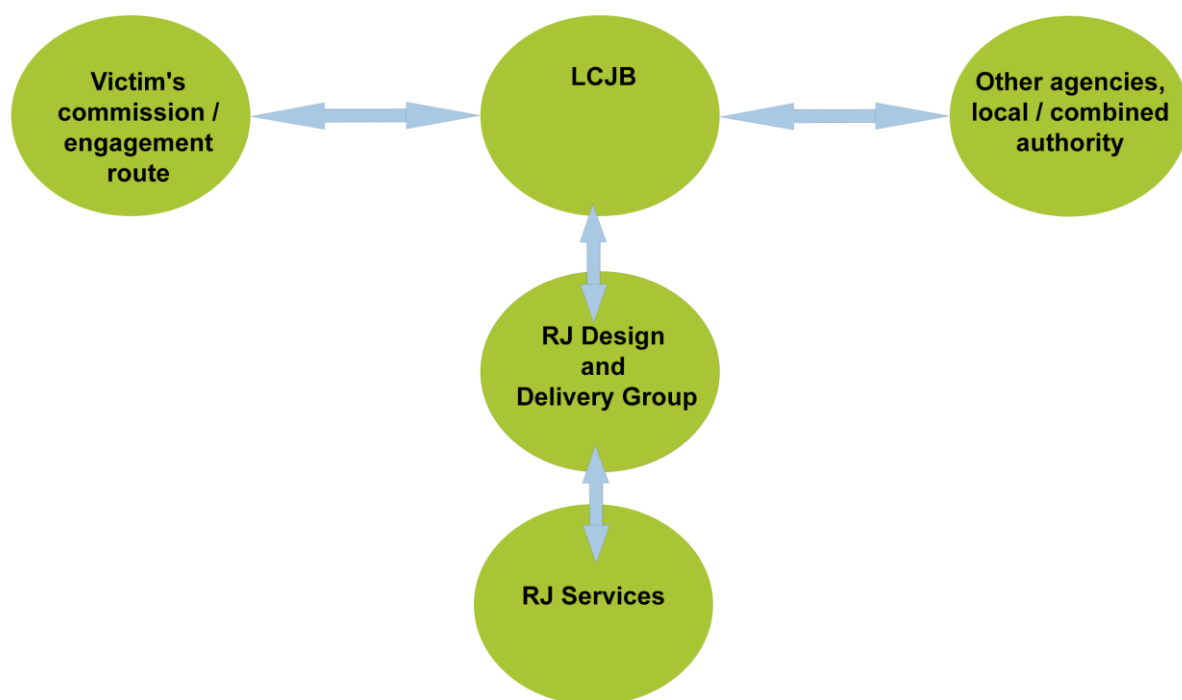 Victim's
commission /
engagement
route
LCJB
Other agencies,
local / combined
authority
RJ Design
and
Delivery Group
RJ Services